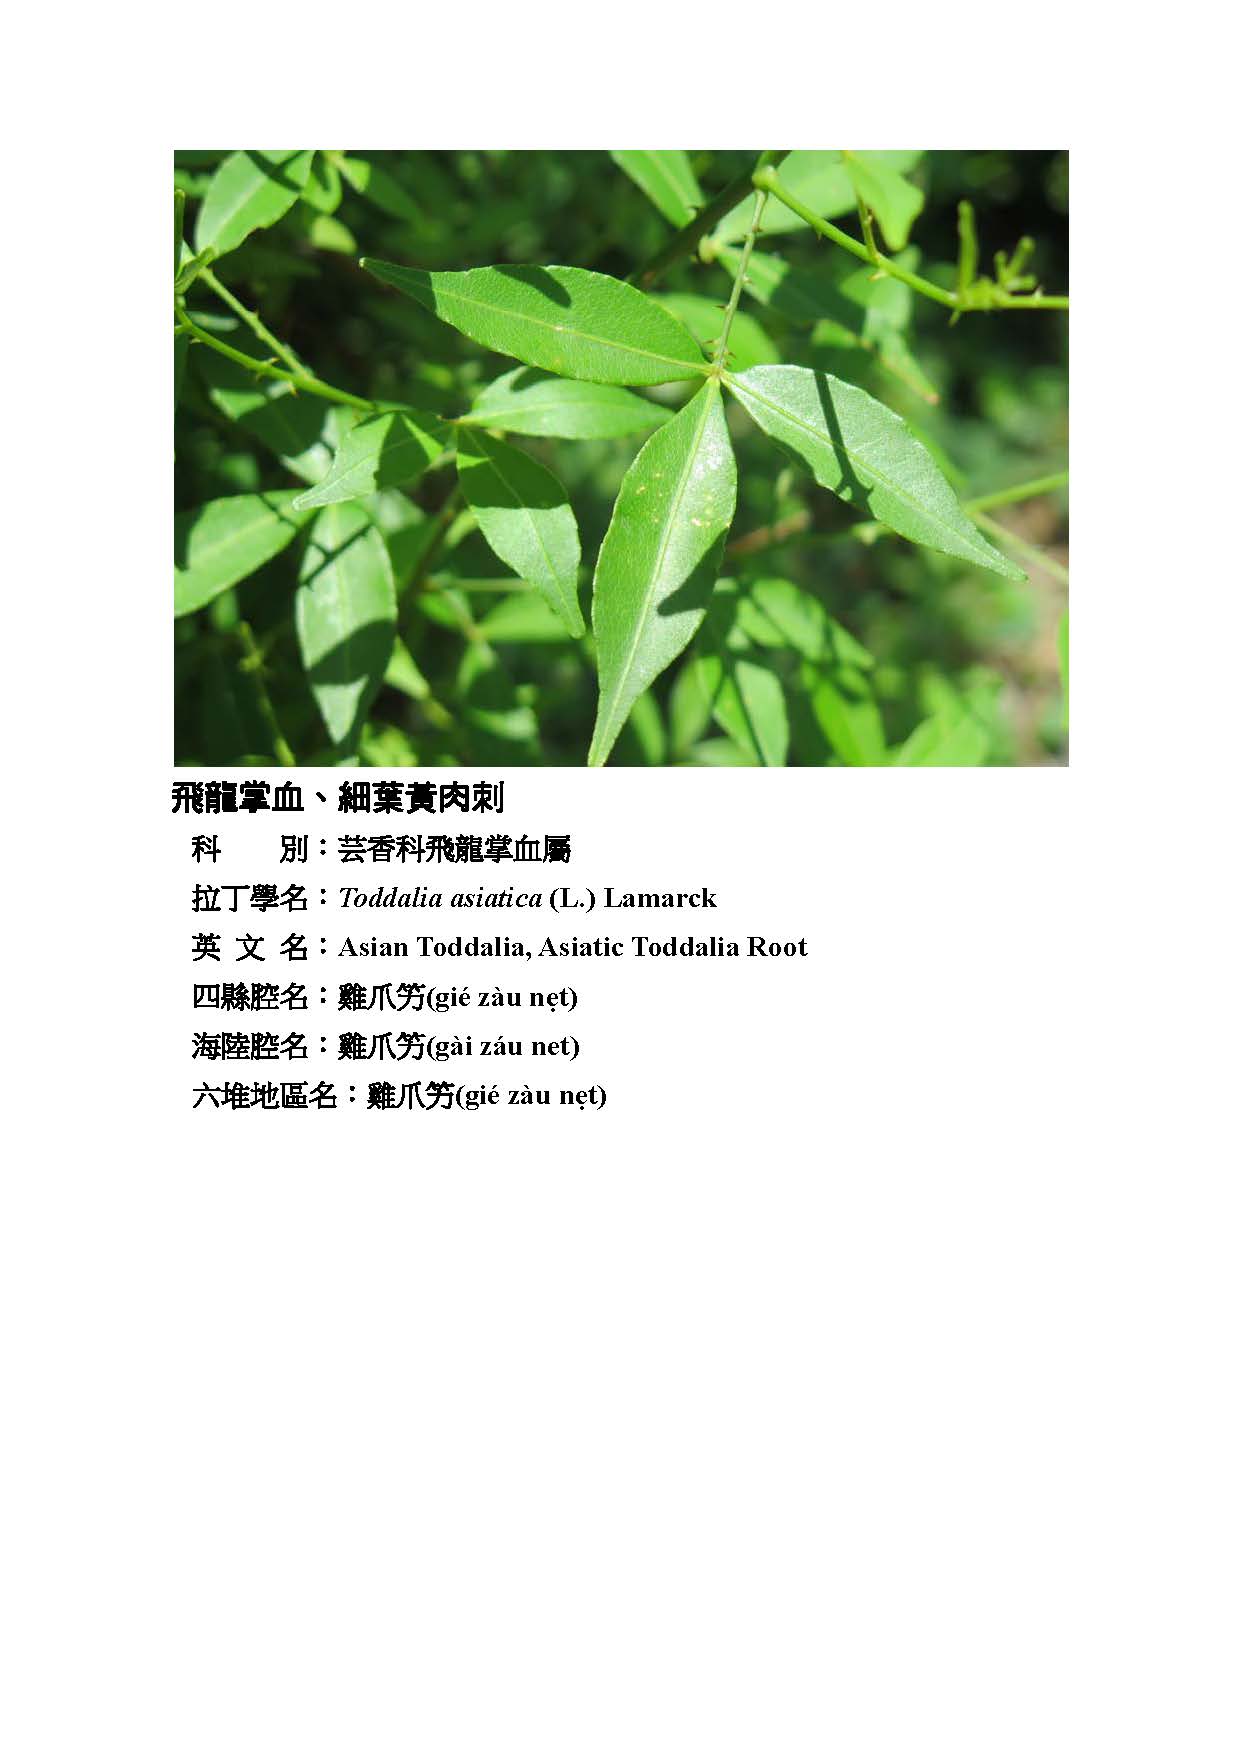 飛龍掌血、細葉黃肉刺
科　　別：芸香科飛龍掌血屬
拉丁學名：Toddalia asiatica (L.) Lamarck
英 文 名：Asian Toddalia, Asiatic Toddalia Root
四縣腔名：雞爪竻(gié zàu nẹt)
海陸腔名：雞爪竻(gài záu net)
六堆地區名：雞爪竻(gié zàu nẹt)